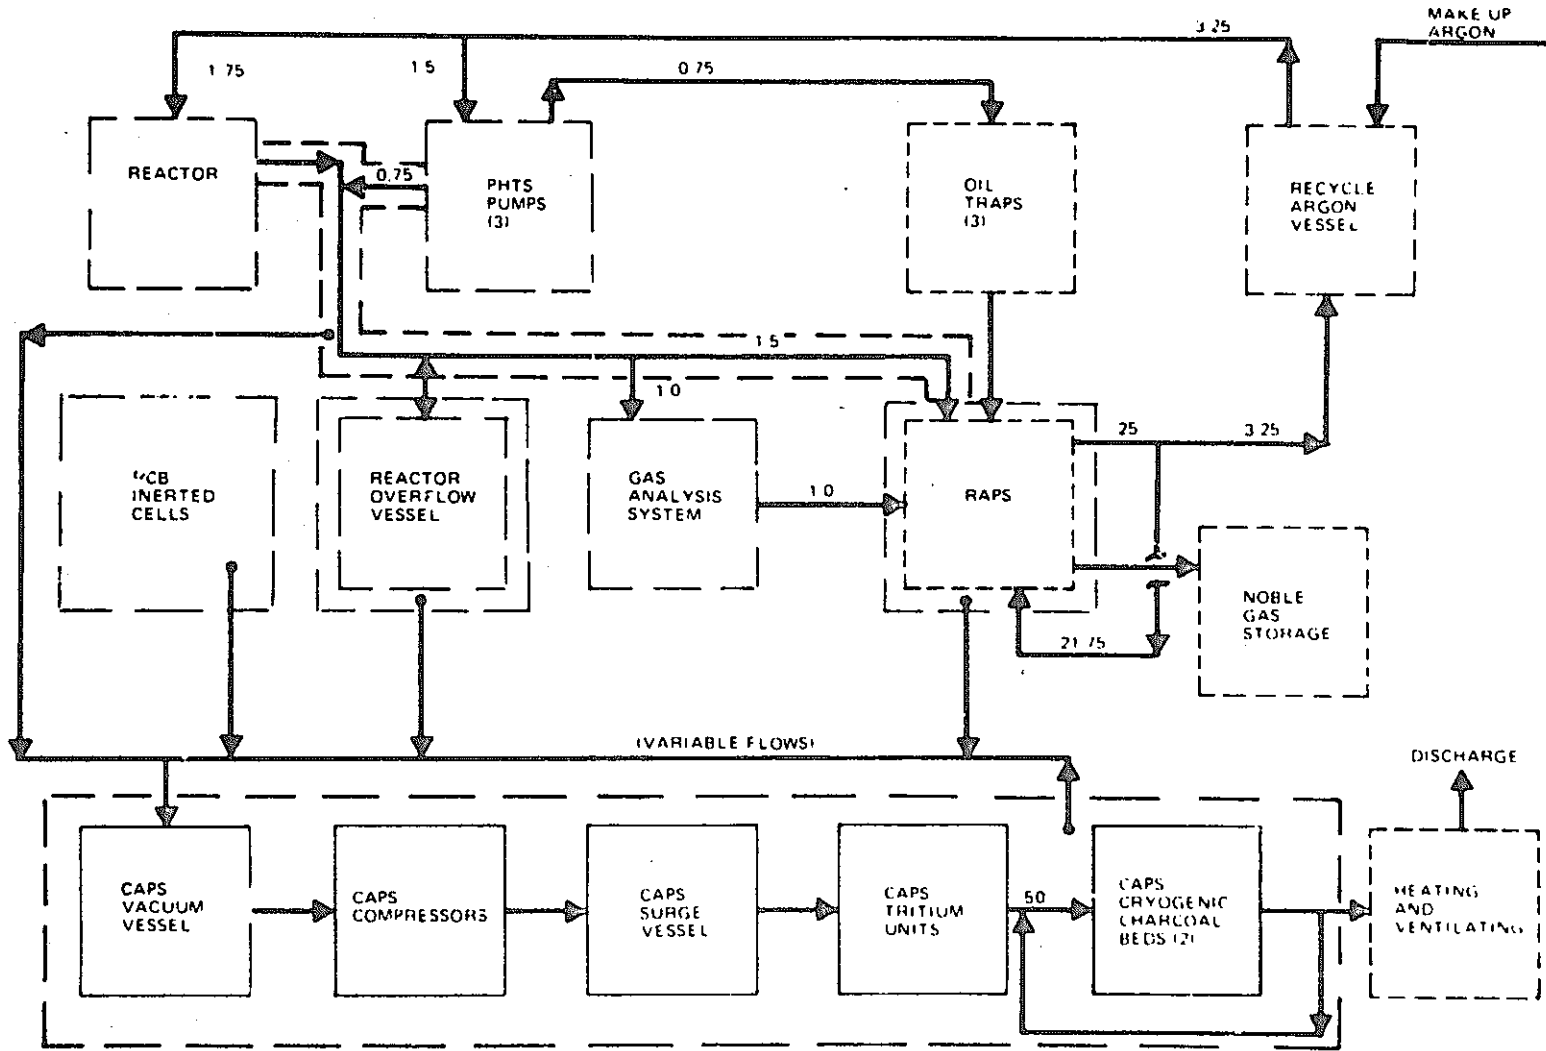 MAKE UP
ARGON
3.25
1.75
1.5
0.75
REACTOR
0.75
PHTS
PUMPS
(3)
OIL
TRAPS
(3)
RECYCLE
ARGON
VESSEL
1.5
1.0
25
3.25
INERTED
CELLS
REACTOR
OVERFLOW
VESSEL
GAS
ANALYSIS
SYSTEM
1.0
RAPS
NOBLE
GAS
STORAGE
21.75
(VARIABLE FLOWS)
DISCHARGE
CAPS
VACUUM
VESSEL
CAPS
COMPRESSORS
CAPS
SURGE
VESSEL
CAPS
TRITIUM
UNITS
50
CAPS
CRYOGENIC
CHARCOAL
BEDS (2)
HEATING
AND
VENTILATING